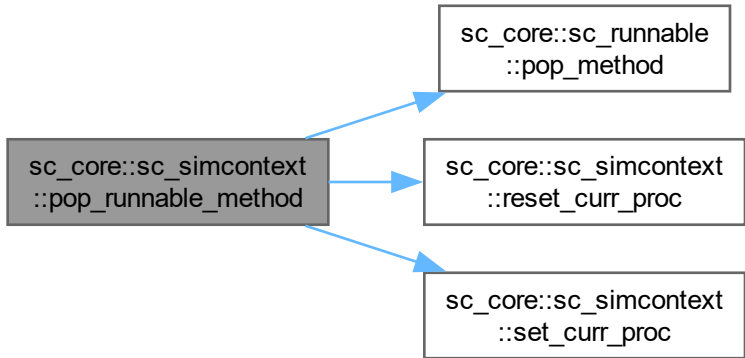 sc_core::sc_runnable
::pop_method
sc_core::sc_simcontext
::pop_runnable_method
sc_core::sc_simcontext
::reset_curr_proc
sc_core::sc_simcontext
::set_curr_proc